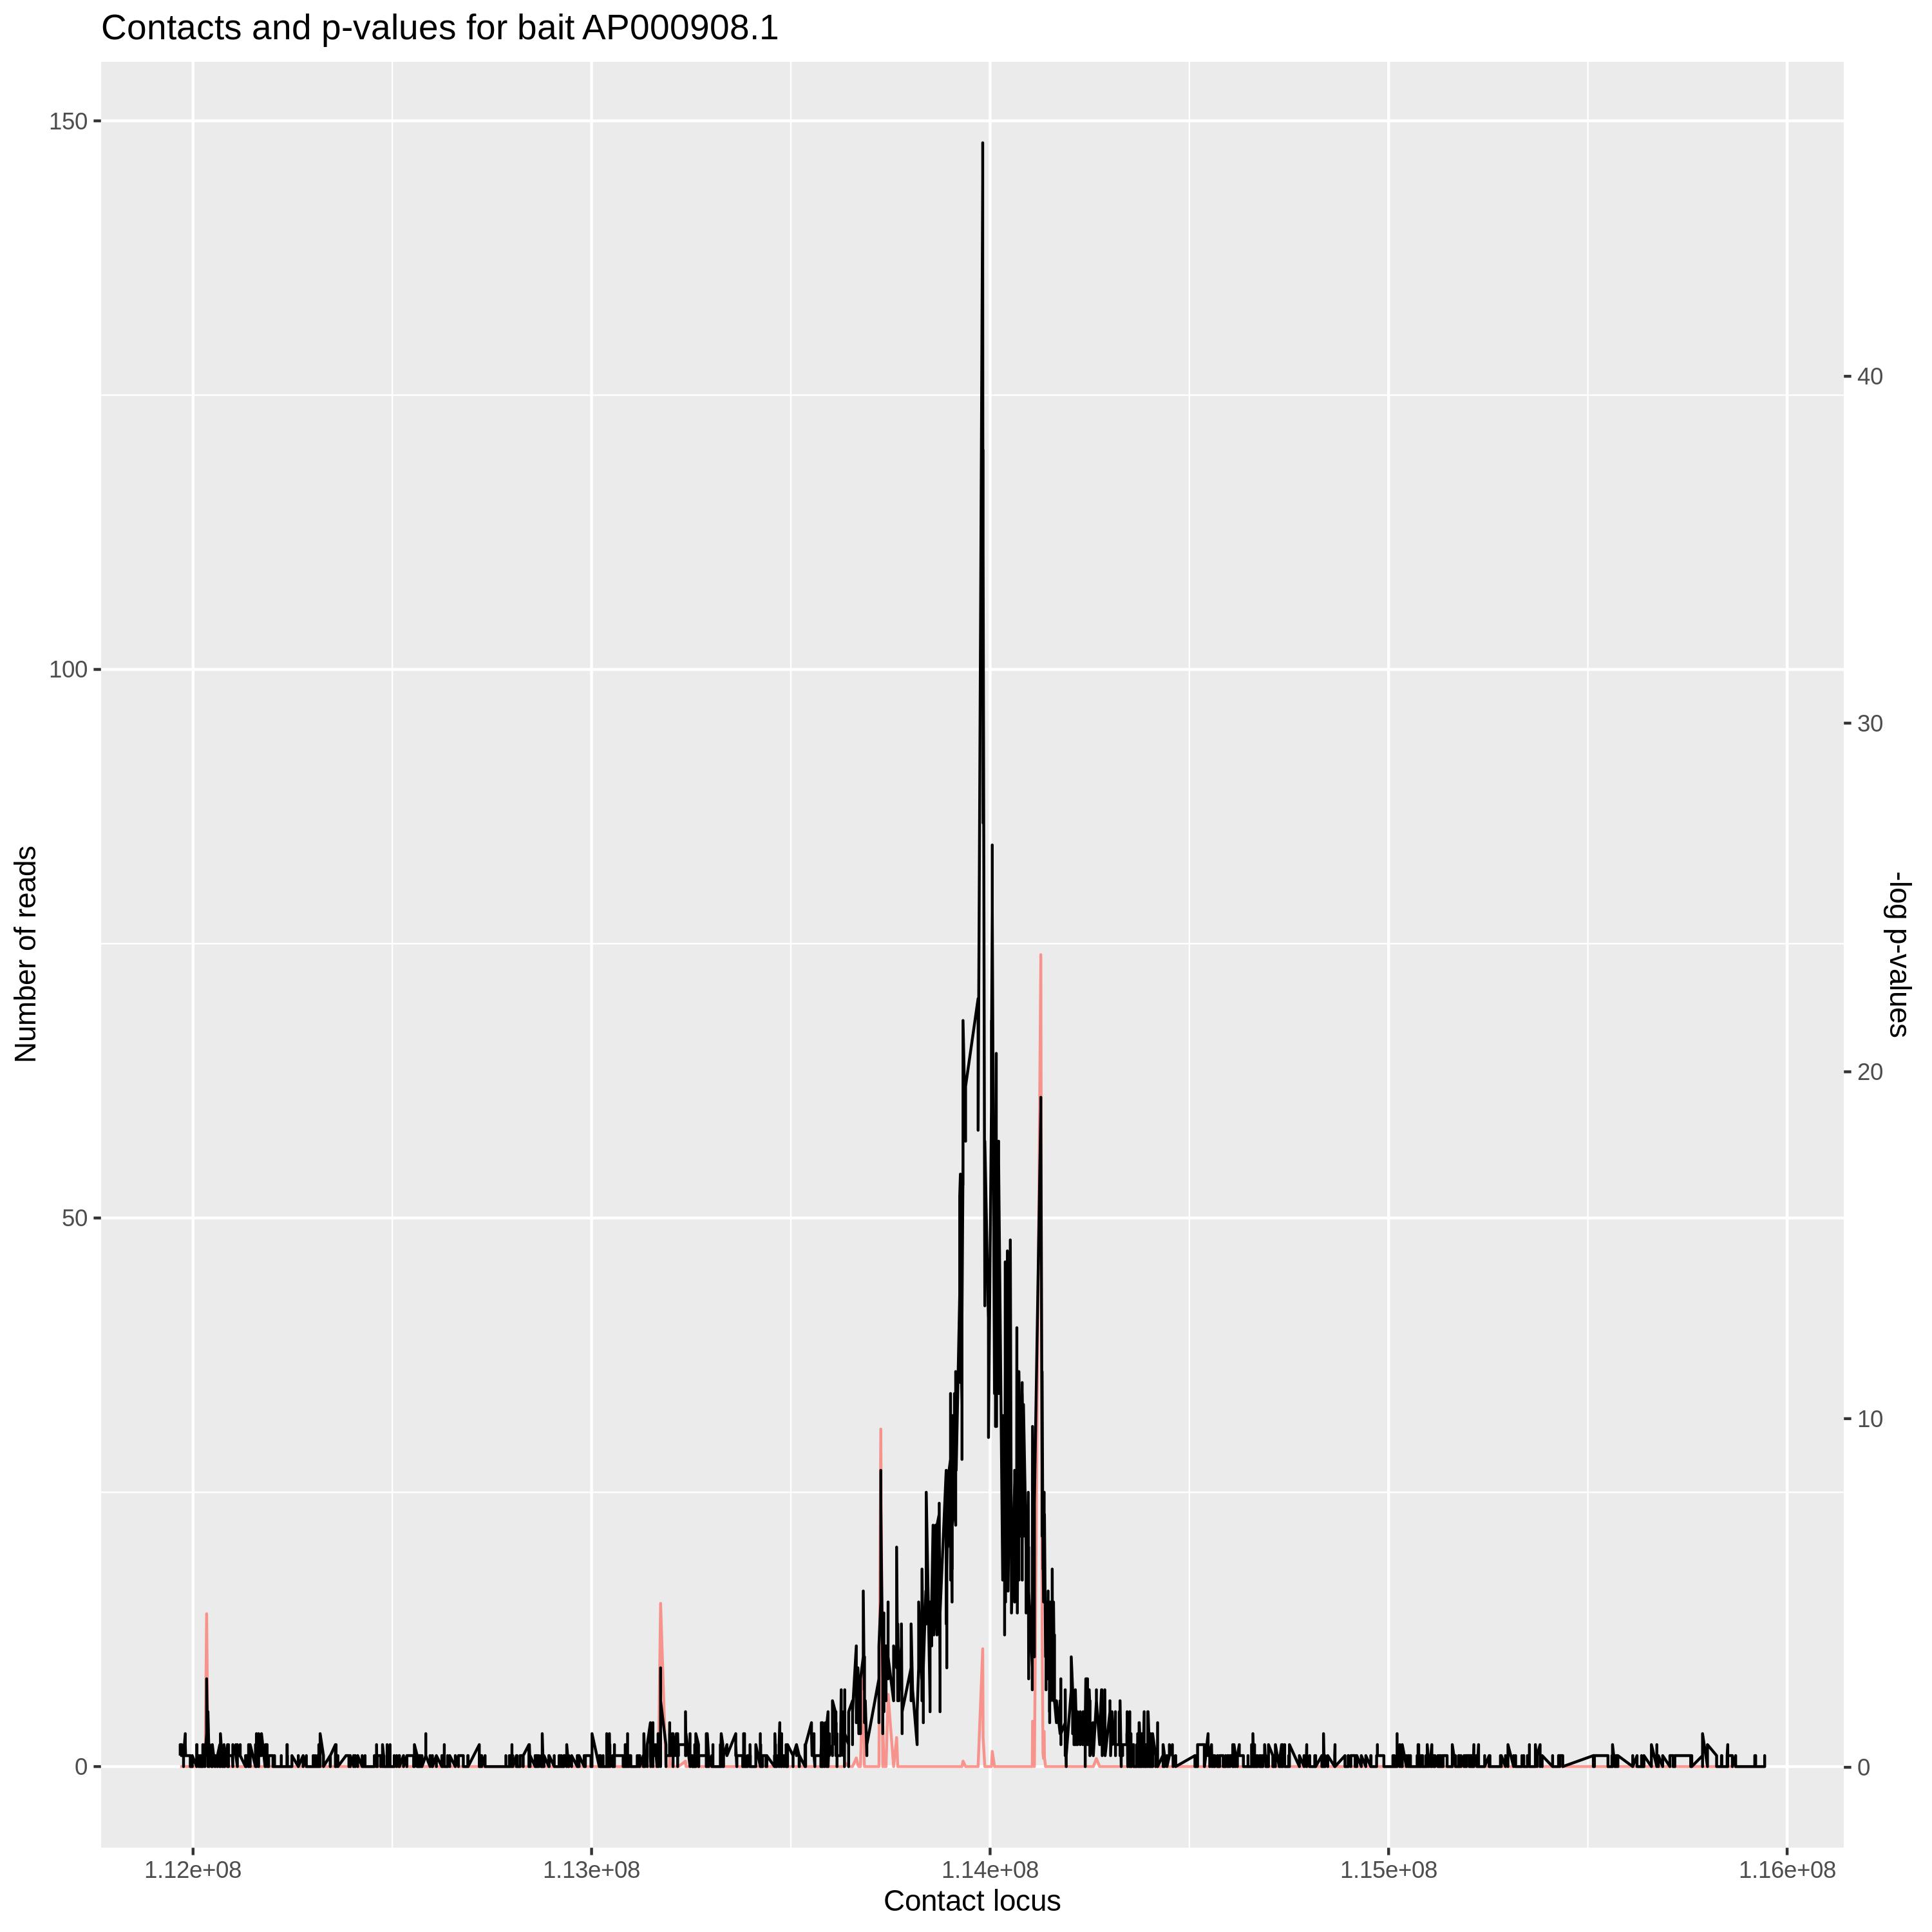 Contacts and p-values for bait AP000908.1
150
100
50
0
Number of reads
40
30
20
10
0
-log p-values
1.12e+08
1.13e+08
1.14e+08
1.15e+08
1.16e+08
Contact locus